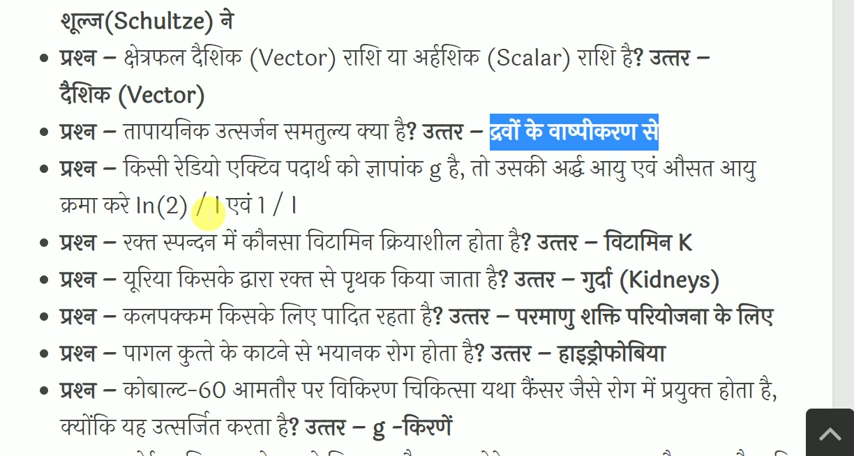 शूल्ज(Schultze) ने
प्रश्न – क्षेत्रफल दैशिक (Vector) राशि या अर्हशिक (Scalar) राशि है? उत्तर –
दैशिक (Vector)
प्रश्न – तापायनिक उत्सर्जन समतुल्य क्या है? उत्तर – द्रवों के वाष्पीकरण से
प्रश्न – किसी रेडियो एक्टिव पदार्थ को ज्ञापांक g है, तो उसकी अर्द्ध आयु एवं औसत आयु
क्रमा करे ln(2) / l एवं 1 / l
प्रश्न – रक्त स्पन्दन में कौनसा विटामिन क्रियाशील होता है? उत्तर – विटामिन K
प्रश्न – यूरिया किसके द्वारा रक्त से पृथक किया जाता है? उत्तर – गुर्दा (Kidneys)
प्रश्न – कलपक्कम किसके लिए पादित रहता है? उत्तर – परमाणु शक्ति परियोजना के लिए
प्रश्न – पागल कुत्ते के काटने से भयानक रोग होता है? उत्तर – हाइड्रोफोबिया
प्रश्न – कोबाल्ट-60 आमतौर पर विकिरण चिकित्सा यथा कैंसर जैसे रोग में प्रयुक्त होता है,
क्योंकि यह उत्सर्जित करता है? उत्तर – g -किरणें